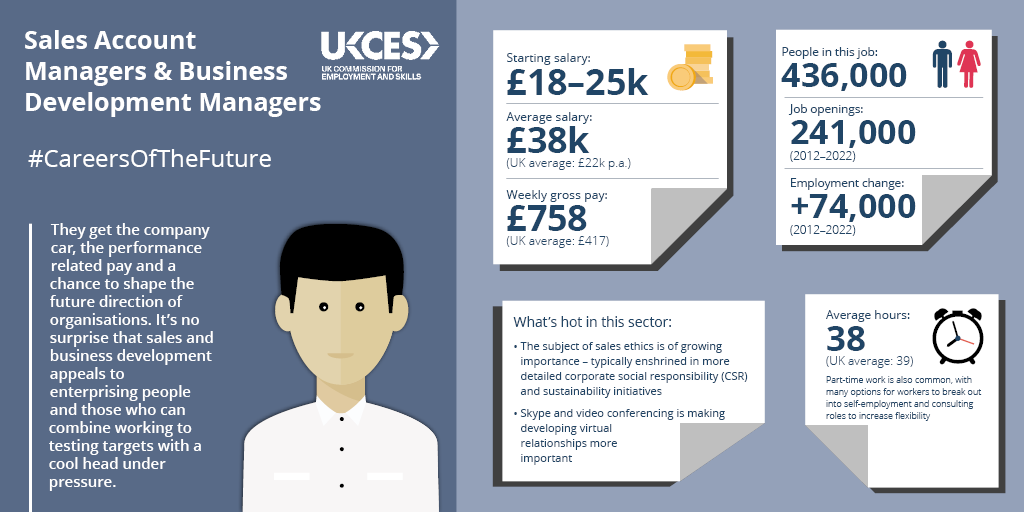 Sales Account
Managers & Business
Development Managers
UKCES
UK COMMISSION FOR
EMPLOYMENT AND SKILLS
#CareersOfTheFuture
They get the company
car, the performance
related pay and a
chance to shape the
future direction of
organisations. It's no
surprise that sales and
business development
appeals to
enterprising people
and those who can
combine working to
testing targets with a
cool head under
pressure.
Starting salary:
£18–25k
Average salary:
£38k
(UK average: £22k p.a.)
Weekly gross pay:
£758
(UK average: £417)
People in this job:
436,000
Job openings:
241,000
(2012–2022)
Employment change:
+74,000
(2012–2022)
What's hot in this sector:
• The subject of sales ethics is of growing
importance – typically enshrined in more
detailed corporate social responsibility (CSR)
and sustainability initiatives
• Skype and video conferencing is making
developing virtual
relationships more
important
Average hours:
38
(UK average: 39)
Part-time work is also common, with
many options for workers to break out
into self-employment and consulting
roles to increase flexibility